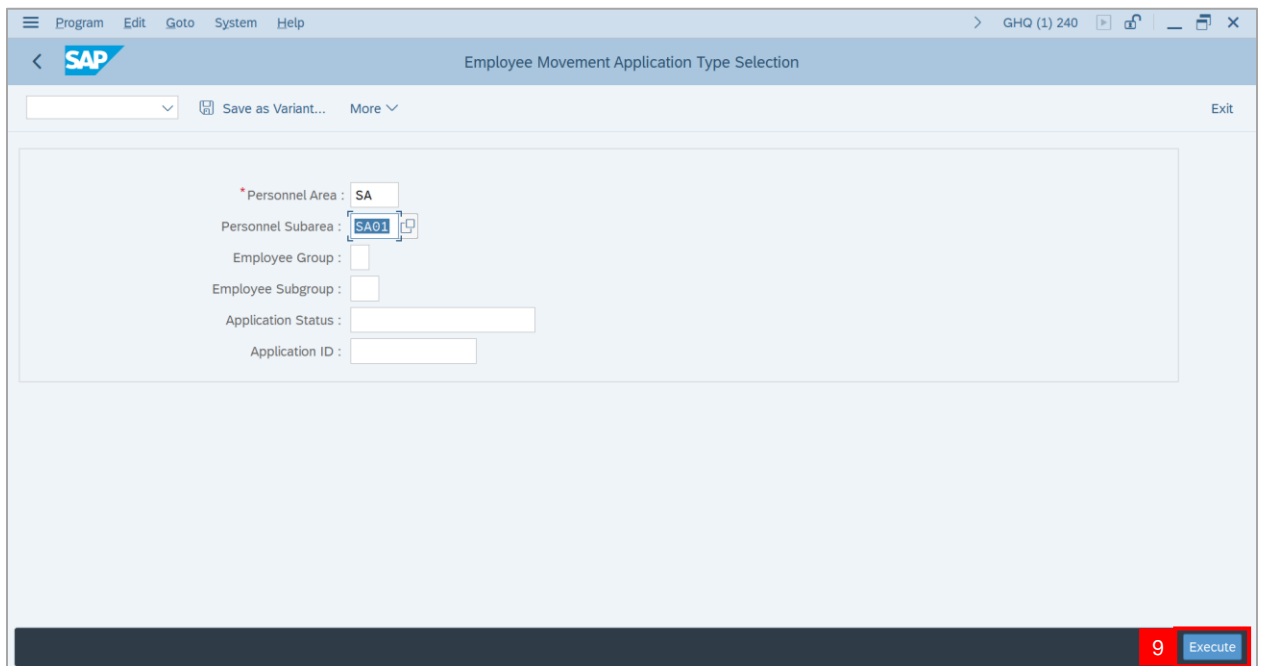 Program Edit Goto System Help GHQ (1) 240
SAP Employee Movement Application Type Selection
Save as Variant... More Exit
*Personnel Area : SA
Personnel Subarea : SA01
Employee Group :
Employee Subgroup :
Application Status :
Application ID :
9 Execute